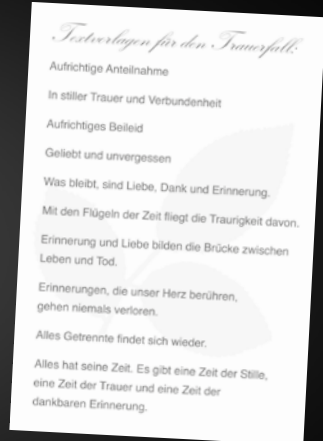 Textvorlagen für den Trauerfall:
Aufrichtige Anteilnahme
In stiller Trauer und Verbundenheit
Aufrichtiges Beileid
Geliebt und unvergessen
Was bleibt, sind Liebe, Dank und Erinnerung.
Mit den Flügeln der Zeit fliegt die Traurigkeit davon.
Erinnerung und Liebe bilden die Brücke zwischen
Leben und Tod.
Erinnerungen, die unser Herz berühren,
gehen niemals verloren.
Alles Getrennte findet sich wieder.
Alles hat seine Zeit. Es gibt eine Zeit der Stille,
eine Zeit der Trauer und eine Zeit der
dankbaren Erinnerung.